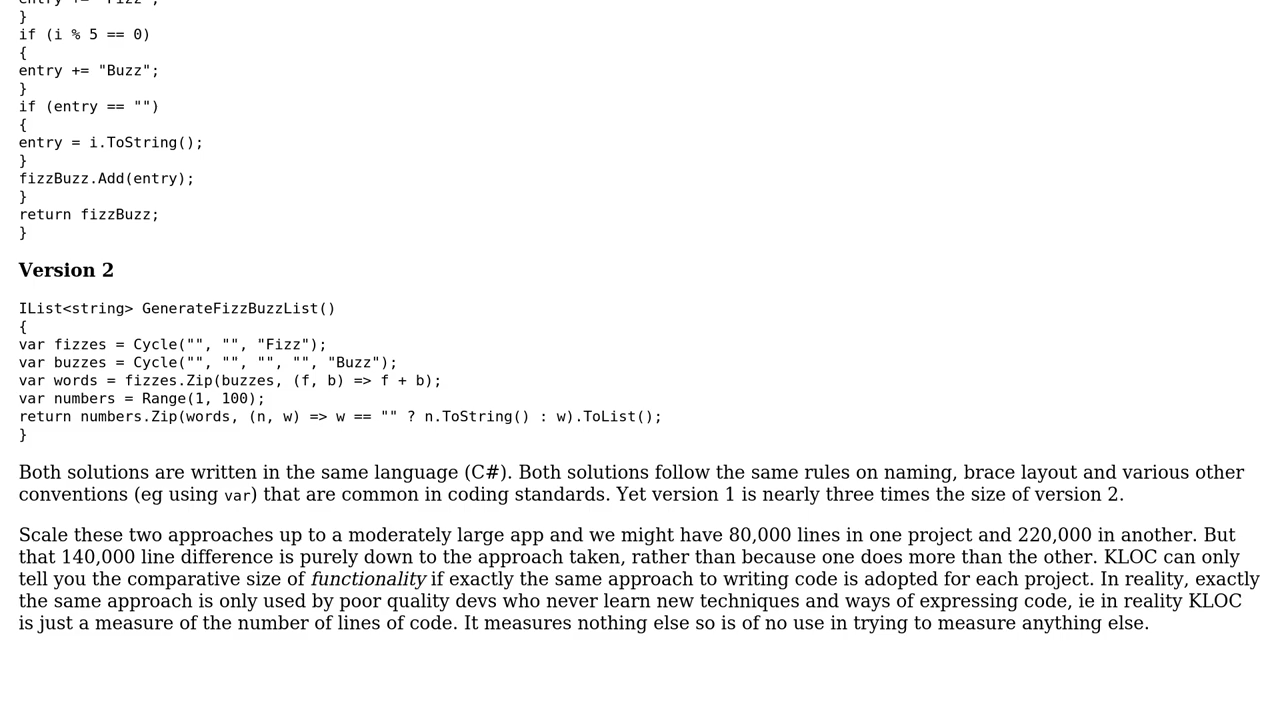 }
if (i % 5 == 0)
{
entry += "Buzz";
}
if (entry == "")
{
entry = i.ToString();
}
fizzBuzz.Add(entry);
}
return fizzBuzz;
}
Version 2
IList<string> GenerateFizzBuzzList()
{
var fizzes = Cycle("", "", "Fizz");
var buzzes = Cycle("", "", "", "", "Buzz");
var words = fizzes.Zip(buzzes, (f, b) => f + b);
var numbers = Range(1, 100);
return numbers.Zip(words, (n, w) => w == "" ? n.ToString() : w).ToList();
}
Both solutions are written in the same language (C#). Both solutions follow the same rules on naming, brace layout and various other
conventions (eg using var) that are common in coding standards. Yet version 1 is nearly three times the size of version 2.
Scale these two approaches up to a moderately large app and we might have 80,000 lines in one project and 220,000 in another. But
that 140,000 line difference is purely down to the approach taken, rather than because one does more than the other. KLOC can only
tell you the comparative size of functionality if exactly the same approach to writing code is adopted for each project. In reality, exactly
the same approach is only used by poor quality devs who never learn new techniques and ways of expressing code, ie in reality KLOC
is just a measure of the number of lines of code. It measures nothing else so is of no use in trying to measure anything else.